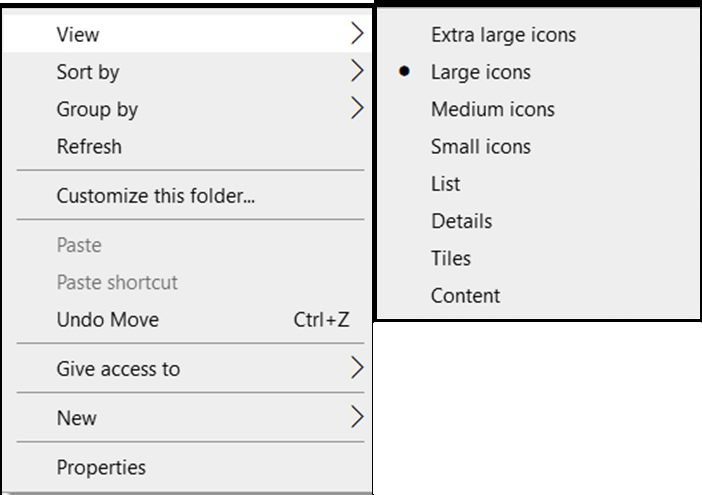 View
Sort by
Group by
Refresh
Customize this folder...
Paste
Paste shortcut
Undo Move Ctrl+Z
Give access to
New
Properties
Extra large icons
Large icons
Medium icons
Small icons
List
Details
Tiles
Content